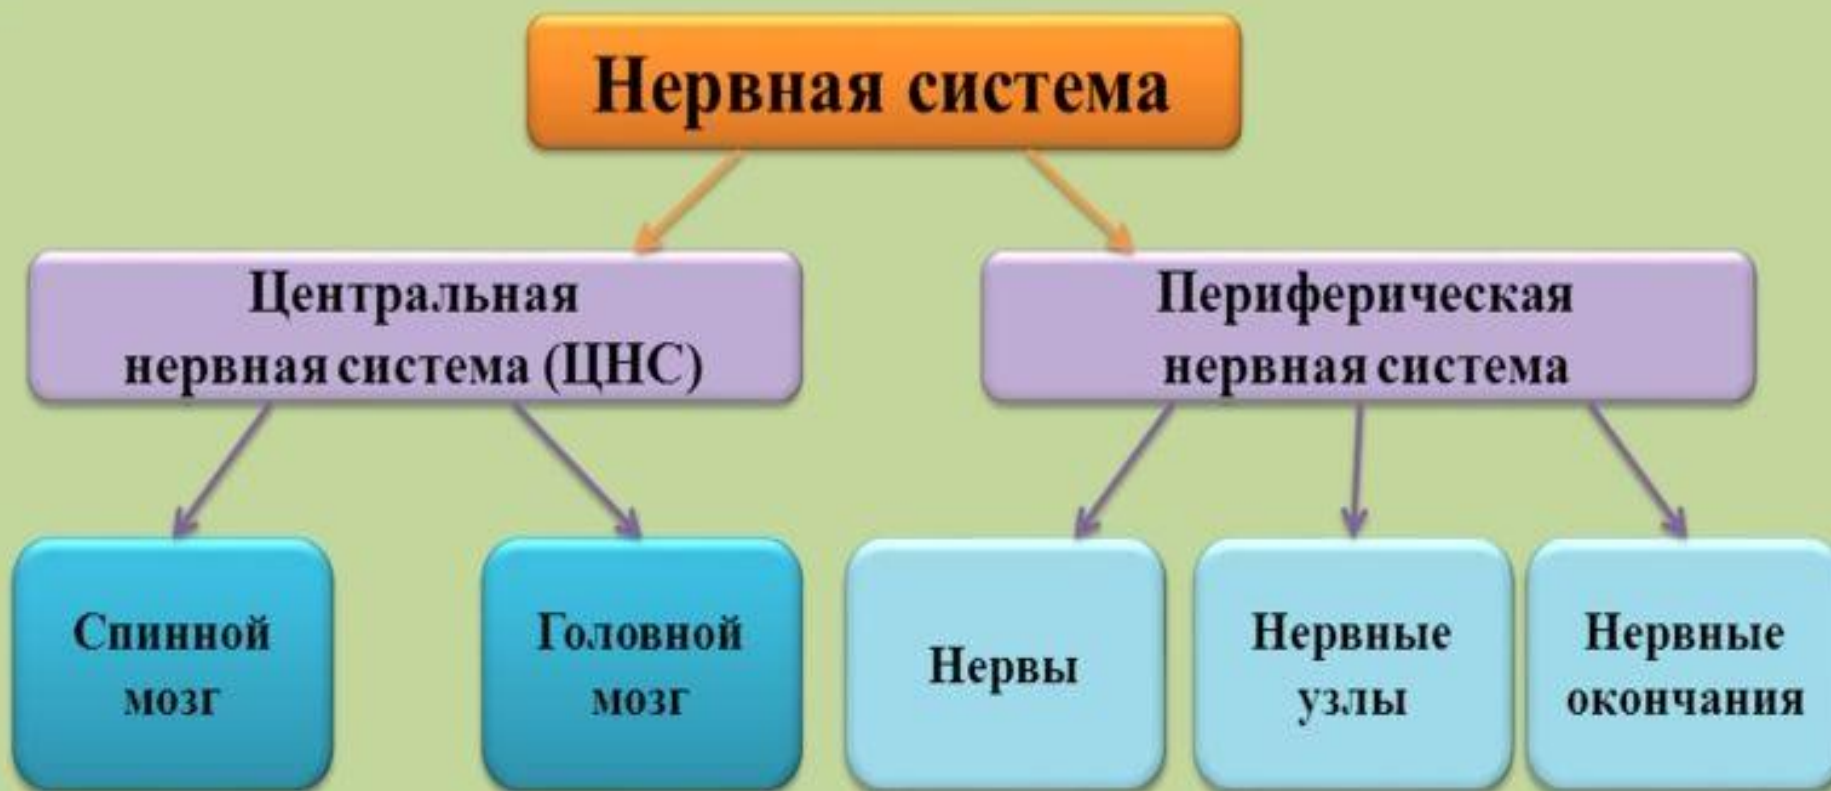 Нервная система
Центральная
нервная система (ЦНС)
Периферическая
нервная система
Спинной
мозг
Головной
мозг
Нервы
Нервные
узлы
Нервные
окончания